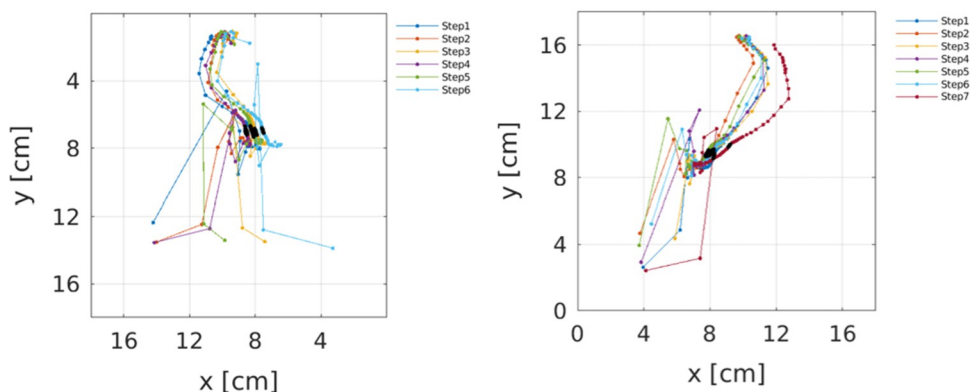 Step1
Step2
Step3
Step4
Step5
Step6
4
8
12
16
y [cm]
16 12 8 4
x [cm]
Step1
Step2
Step3
Step4
Step5
Step6
Step7
16
12
8
4
0
y [cm]
0 4 8 12 16
x [cm]